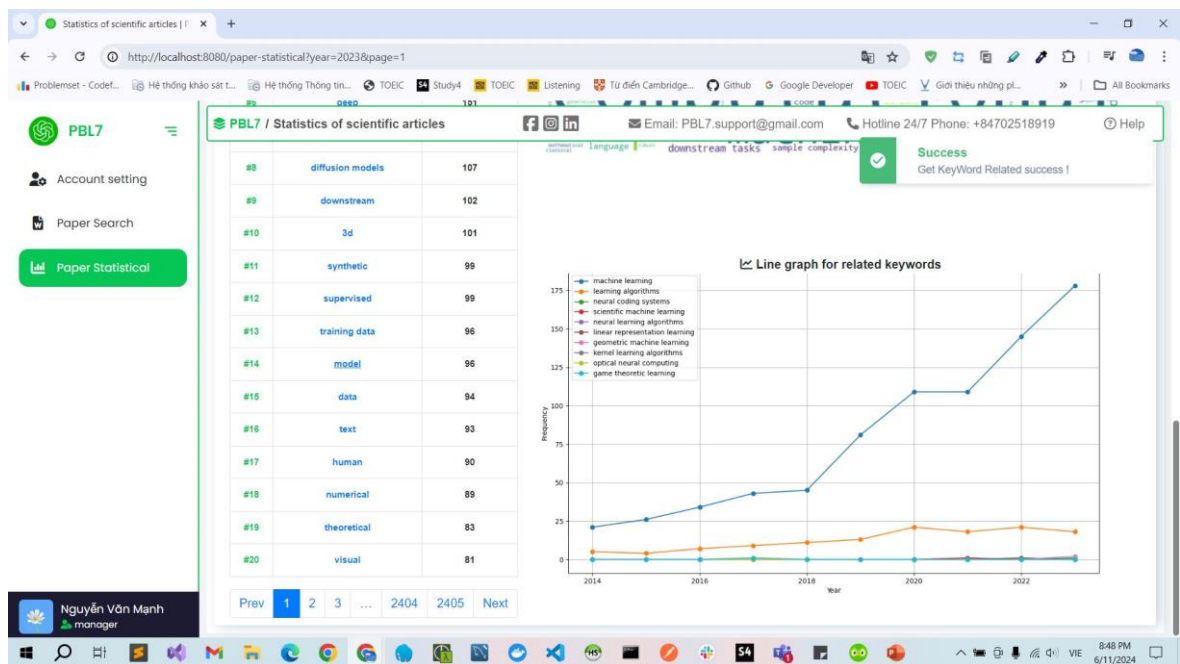 Statistics of scientific articles | P
http://localhost:8080/paper-statistical?year=2023&page=1
Problemset - Codef... Hệ thống khảo sát t... Hệ thống Thông tin... TOEIC Study4 TOEIC Listening Từ điển Cambridge... Github Google Developer TOEIC Giới thiệu những pl... » All Bookmarks
PBL7
PBL7 / Statistics of scientific articles
Email: PBL7.support@gmail.com
Hotline 24/7 Phone: +84702518919
Help
Account setting
Paper Search
Paper Statistical
Nguyễn Văn Mạnh
manager
deep
code
language
downstream tasks sample complexity
Success
Get KeyWord Related success !
#8 diffusion models 107
#9 downstream 102
#10 3d 101
#11 synthetic 99
#12 supervised 99
#13 training data 96
#14 model 96
#15 data 94
#16 text 93
#17 human 90
#18 numerical 89
#19 theoretical 83
#20 visual 81
Prev 1 2 3 ... 2404 2405 Next
Line graph for related keywords
machine learning
learning algorithms
neural coding systems
scientific machine learning
neural learning algorithms
linear representation learning
geometric machine learning
kernel learning algorithms
optical neural computing
game theoretic learning
175
150
125
100
75
50
25
0
Frequency
2014 2016 2018 2020 2022
Year
VIE
8:48 PM
6/11/2024